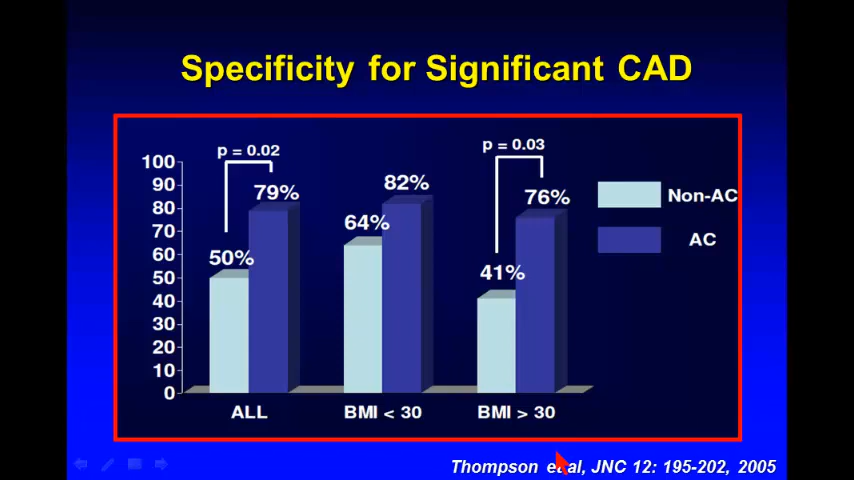 Specificity for Significant CAD
p = 0.02
p = 0.03
100
90
80
70
60
50
40
30
20
10
0
50%
79%
64%
82%
41%
76%
Non-AC
AC
ALL
BMI < 30
BMI > 30
Thompson et al, JNC 12: 195-202, 2005